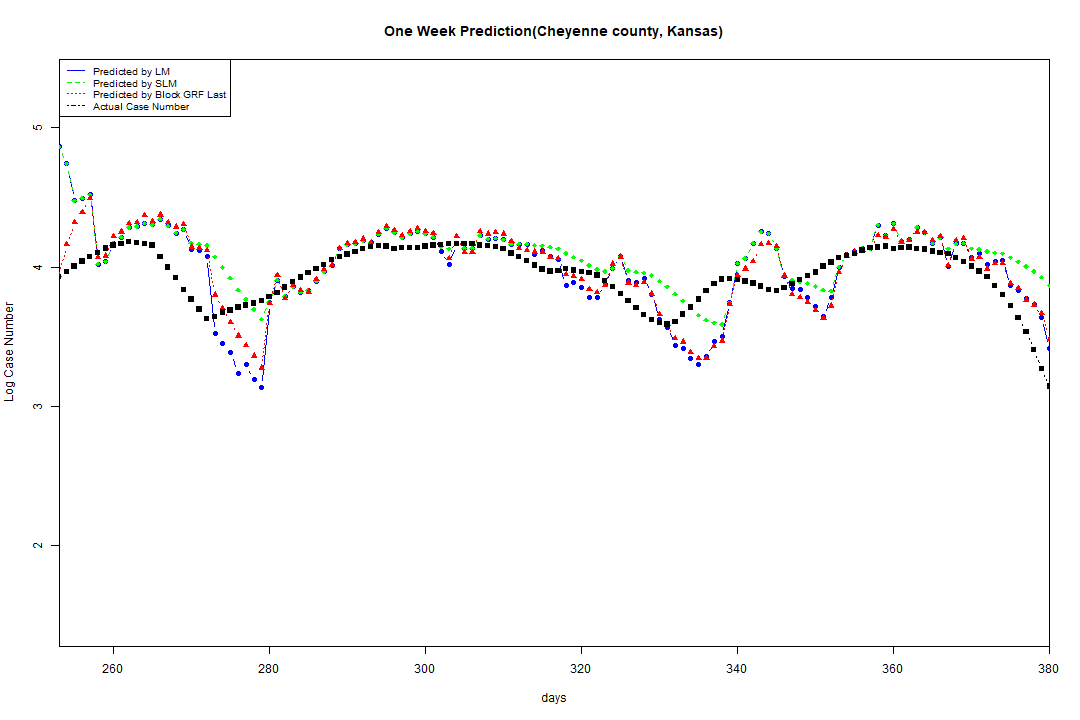 One Week Prediction(Cheyenne county, Kansas)
Predicted by LM
Predicted by SLM
Predicted by Block GRF Last
Actual Case Number
5
4
3
2
Log Case Number
260 280 300 320 340 360 380
days